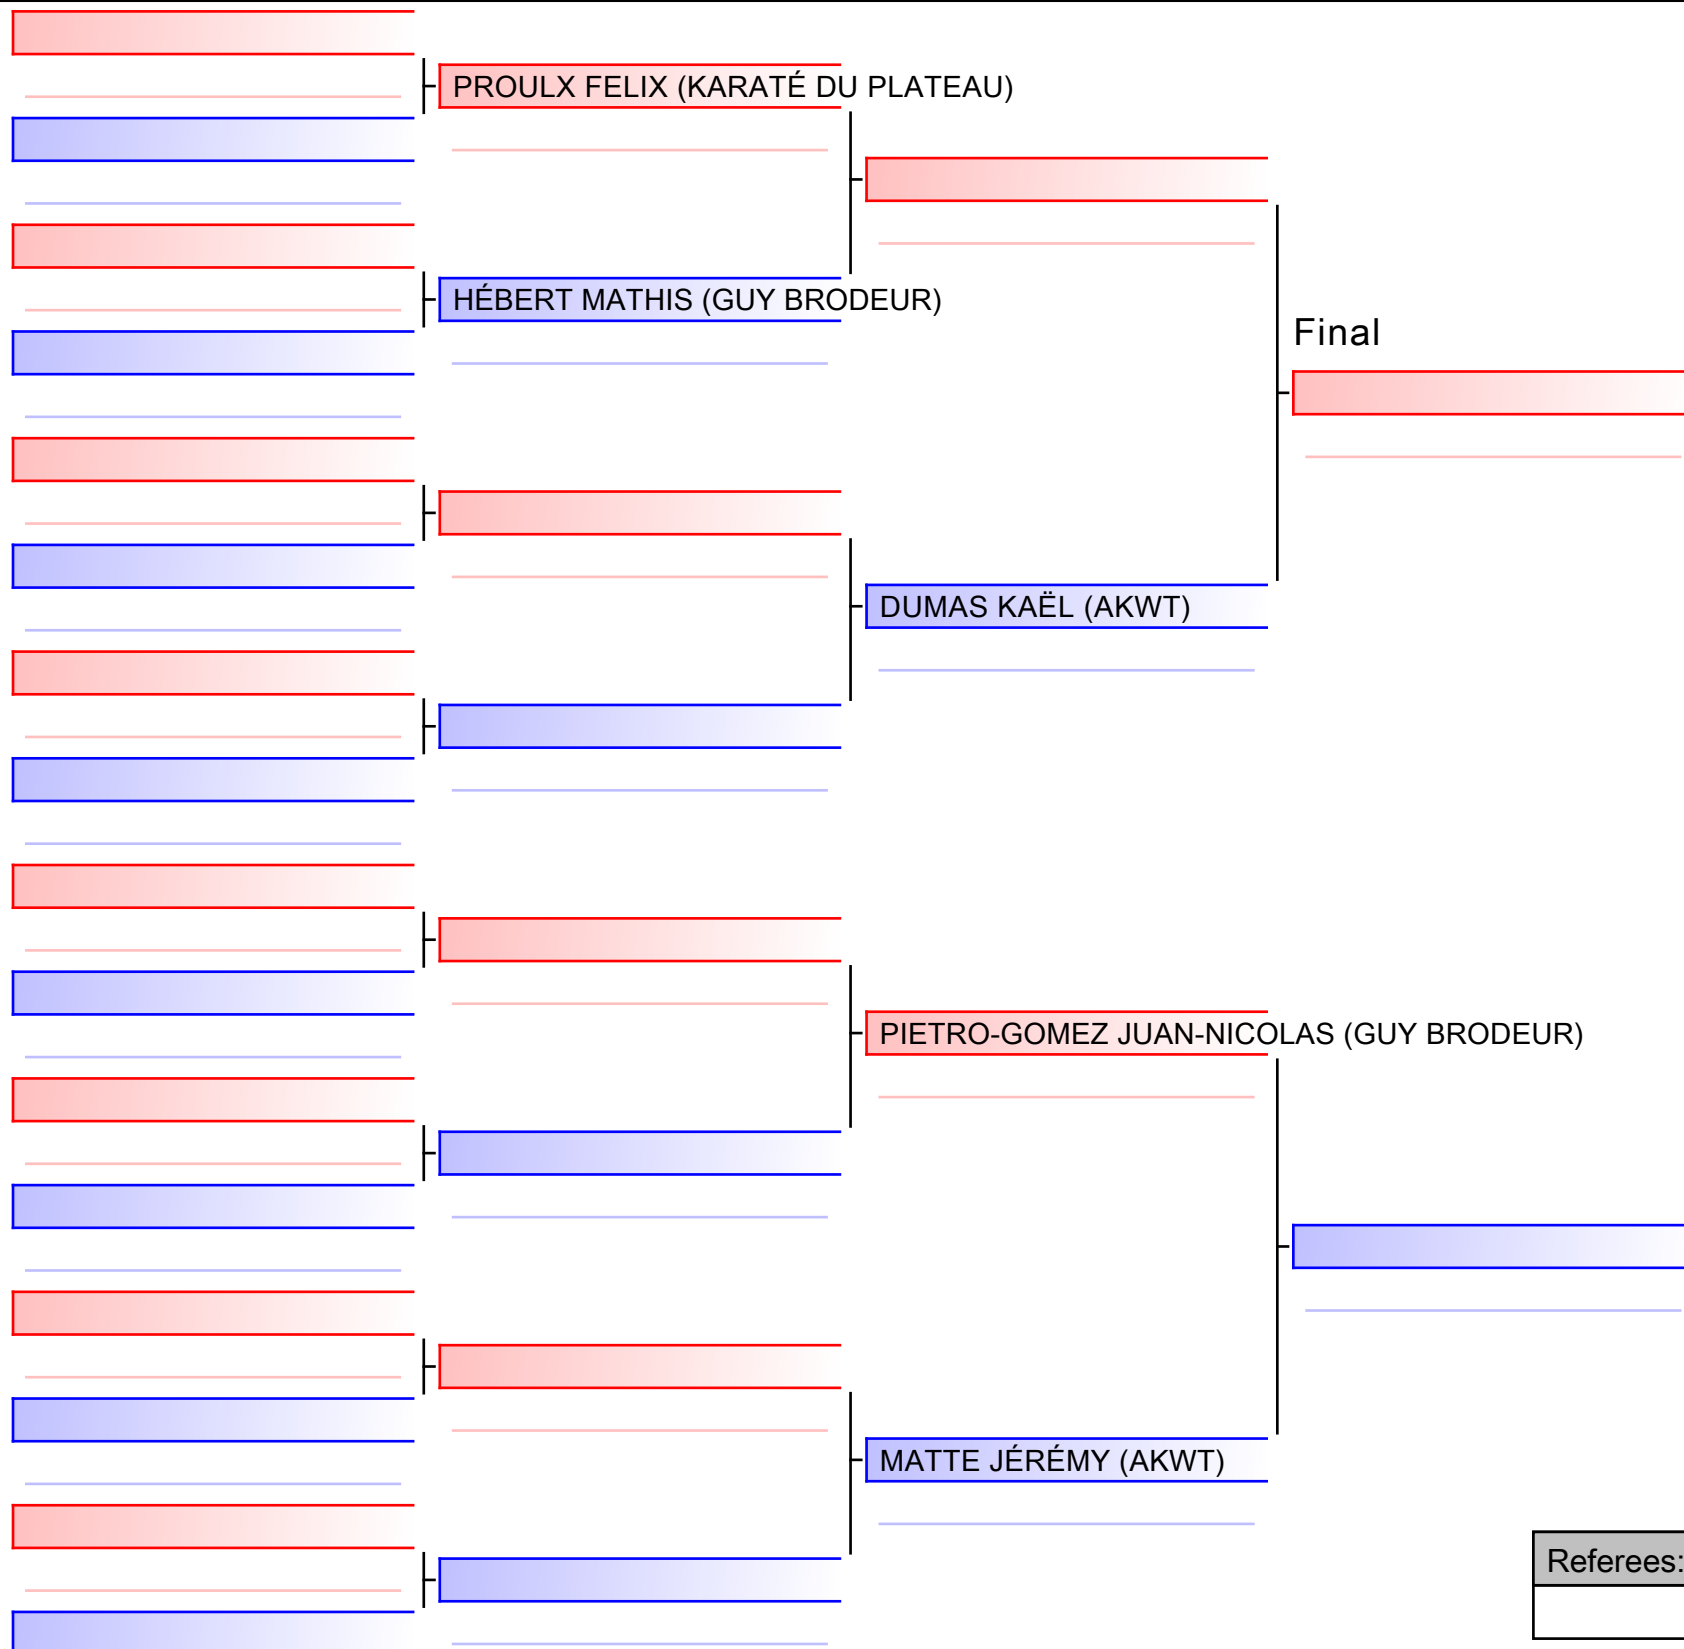 PROULX FELIX (KARATÉ DU PLATEAU)
HÉBERT MATHIS (GUY BRODEUR)
Final
DUMAS KAËL (AKWT)
PIETRO-GOMEZ JUAN-NICOLAS (GUY BRODEUR)
MATTE JÉRÉMY (AKWT)
Referees: